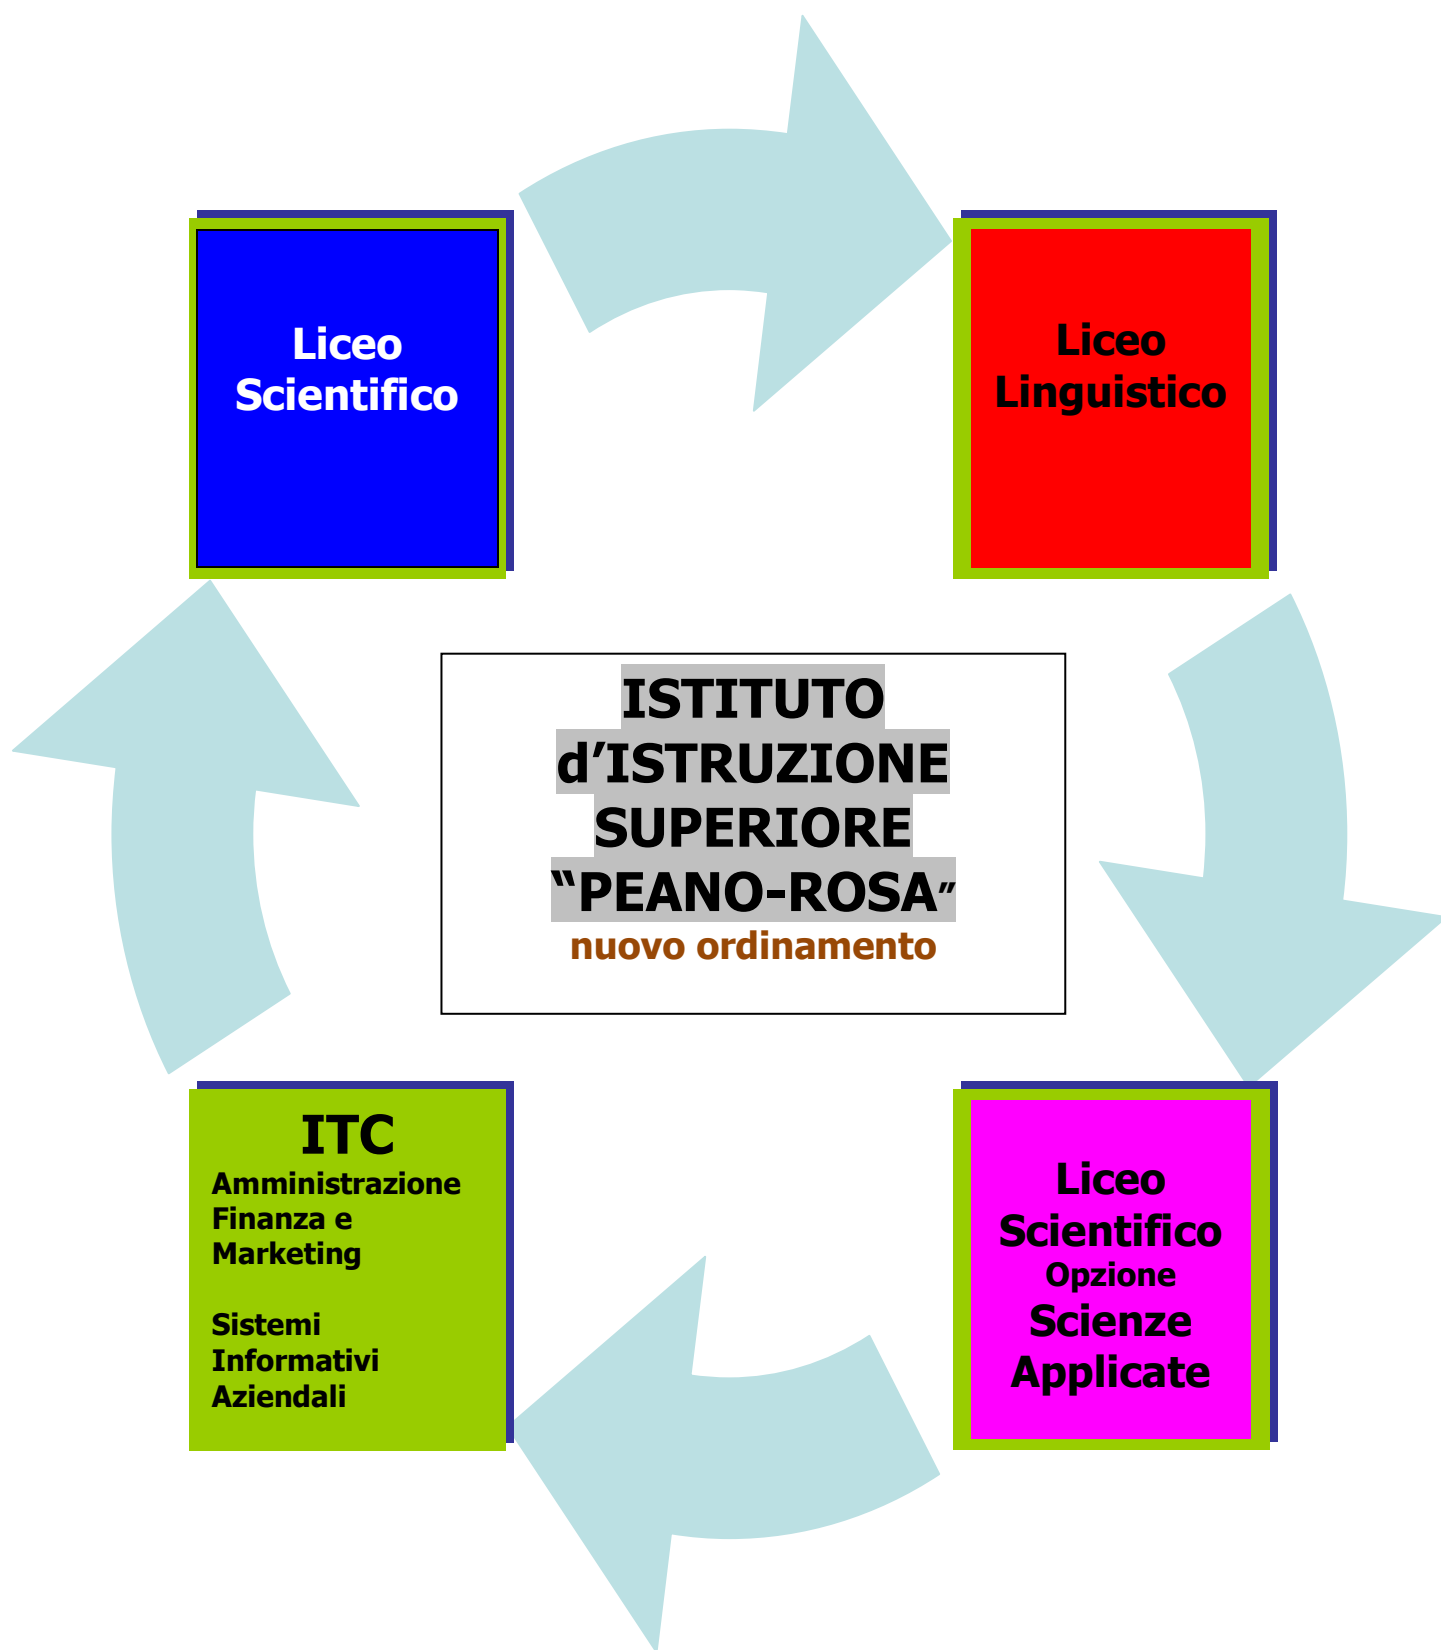 Liceo
Scientifico
Liceo
Linguistico
ISTITUTO
d’ISTRUZIONE
SUPERIORE
“PEANO-ROSA”
nuovo ordinamento
ITC
Amministrazione
Finanza e
Marketing
Sistemi
Informativi
Aziendali
Liceo
Scientifico
Opzione
Scienze
Applicate